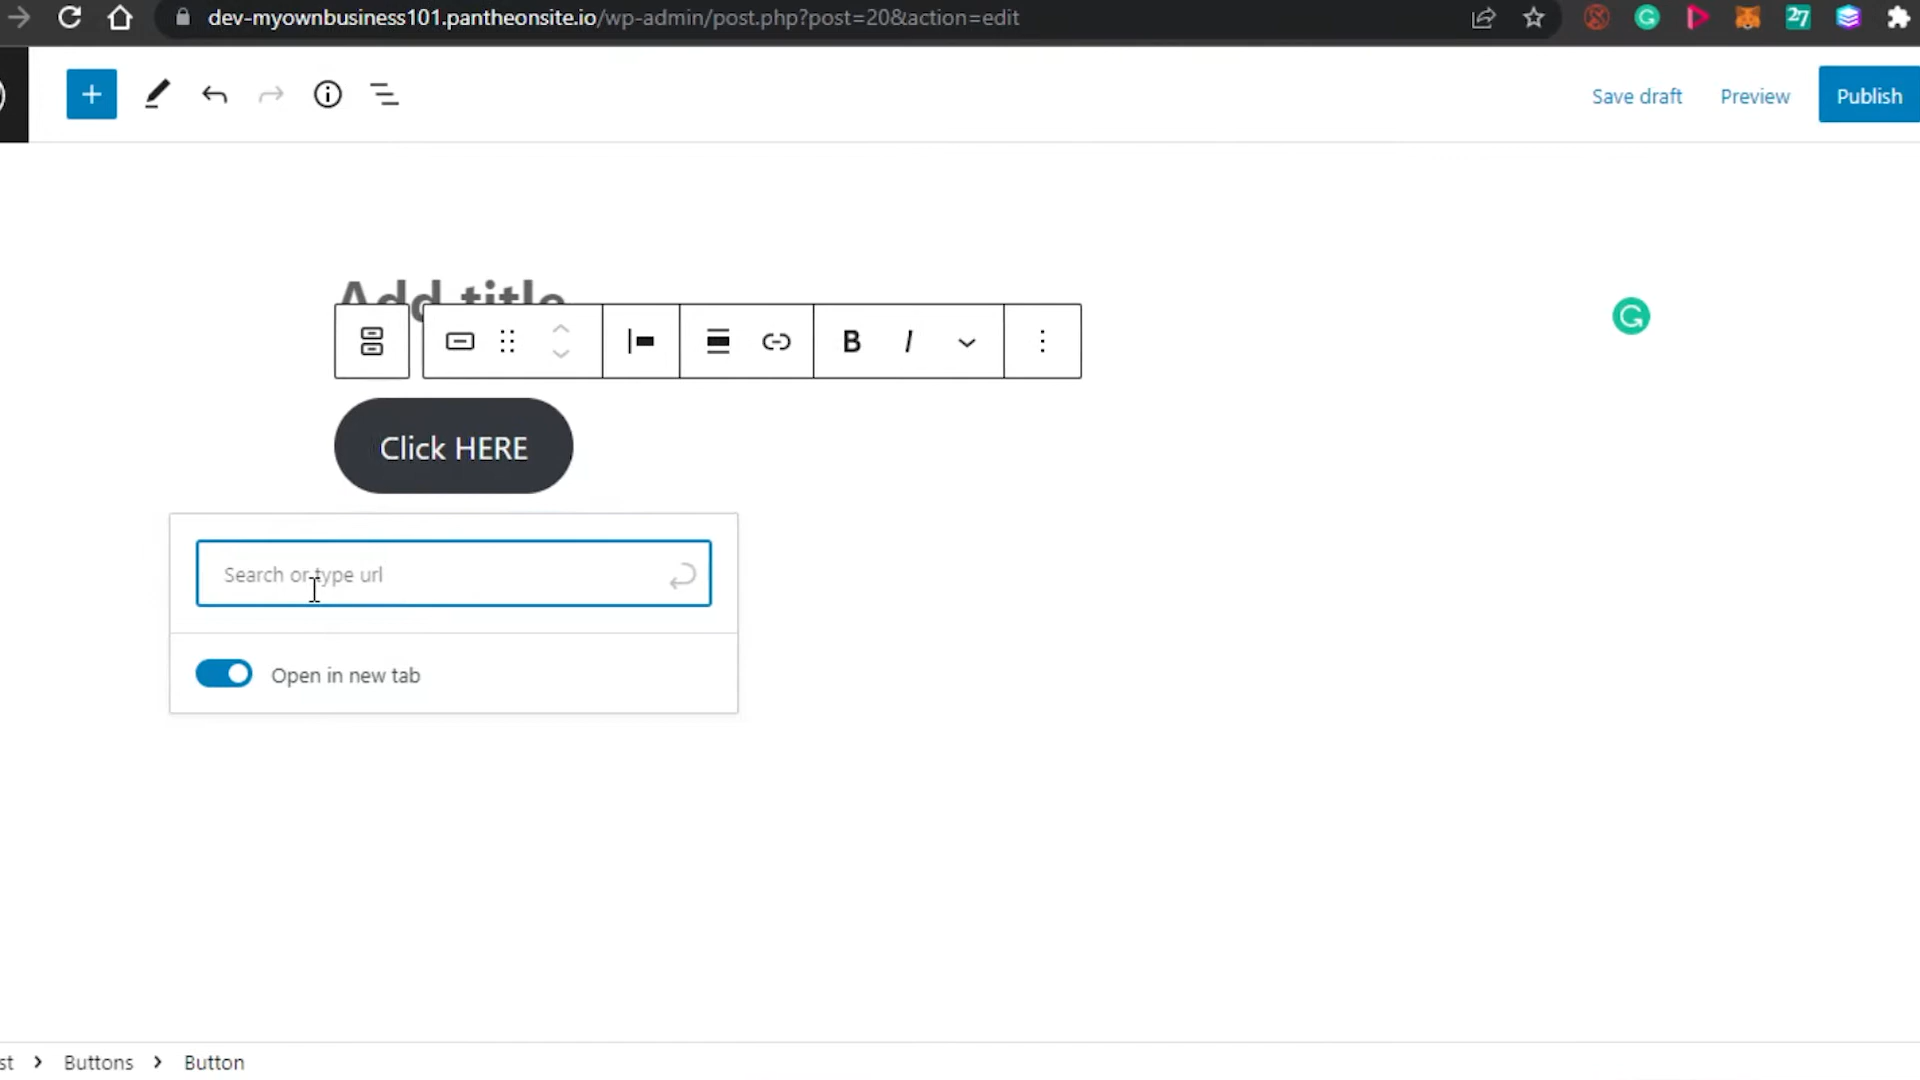 dev-myownbusiness101.pantheonsite.io/wp-admin/post.php?post=20&action=edit
27
Save draft
Preview
Publish
Add title
B I
Click HERE
Search or type url
Open in new tab
st > Buttons > Button